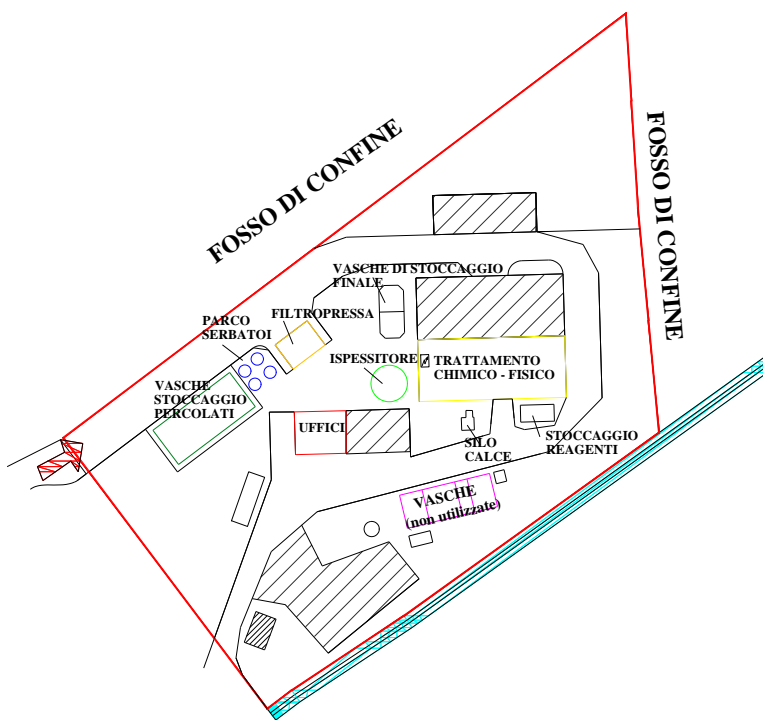 FOSSO DI CONFINE
FOSSO DI CONFINE
VASCHE DI STOCCAGGIO
FINALE
PARCO
SERBATOI
FILTROPRESSA
ISPESSITORE
TRATTAMENTO
CHIMICO - FISICO
VASCHE
STOCCAGGIO
PERCOLATI
UFFICI
SILO
CALCE
STOCCAGGIO
REAGENTI
VASCHE
(non utilizzate)